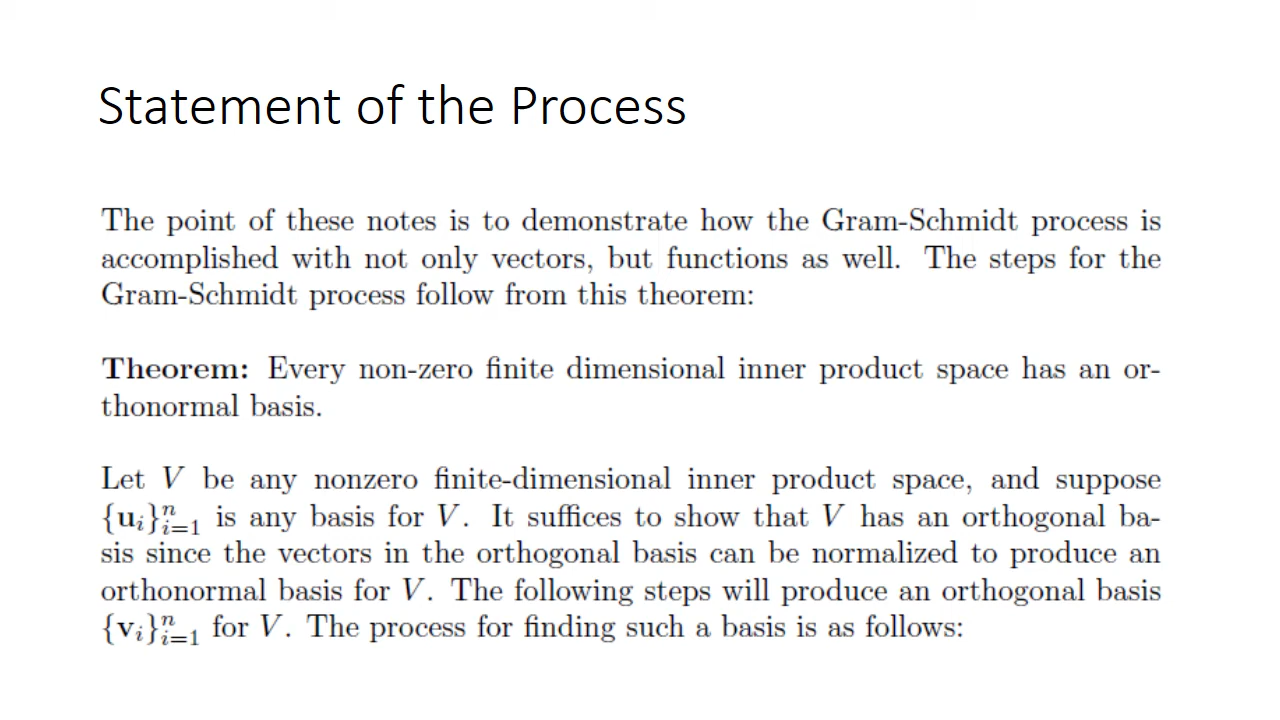 Statement of the Process
The point of these notes is to demonstrate how the Gram-Schmidt process is
accomplished with not only vectors, but functions as well. The steps for the
Gram-Schmidt process follow from this theorem:
Theorem: Every non-zero finite dimensional inner product space has an or-
thonormal basis.
Let V be any nonzero finite-dimensional inner product space, and suppose
{u_i}_{i=1}^n is any basis for V. It suffices to show that V has an orthogonal ba-
sis since the vectors in the orthogonal basis can be normalized to produce an
orthonormal basis for V. The following steps will produce an orthogonal basis
{v_i}_{i=1}^n for V. The process for finding such a basis is as follows: